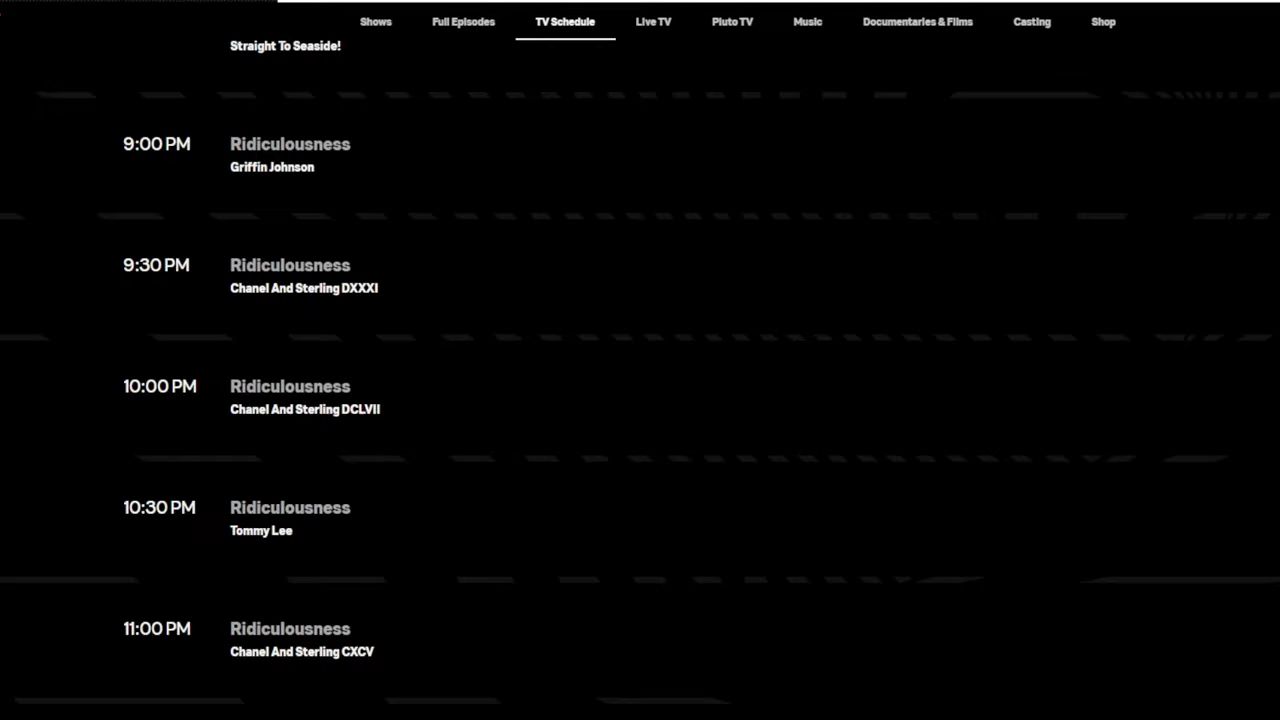 Shows Full Episodes TV Schedule Live TV Pluto TV Music Documentaries & Films Casting Shop
Straight To Seaside!
9:00 PM Ridiculousness
Griffin Johnson
9:30 PM Ridiculousness
Chanel And Sterling DXXXI
10:00 PM Ridiculousness
Chanel And Sterling DCLVII
10:30 PM Ridiculousness
Tommy Lee
11:00 PM Ridiculousness
Chanel And Sterling CXCV